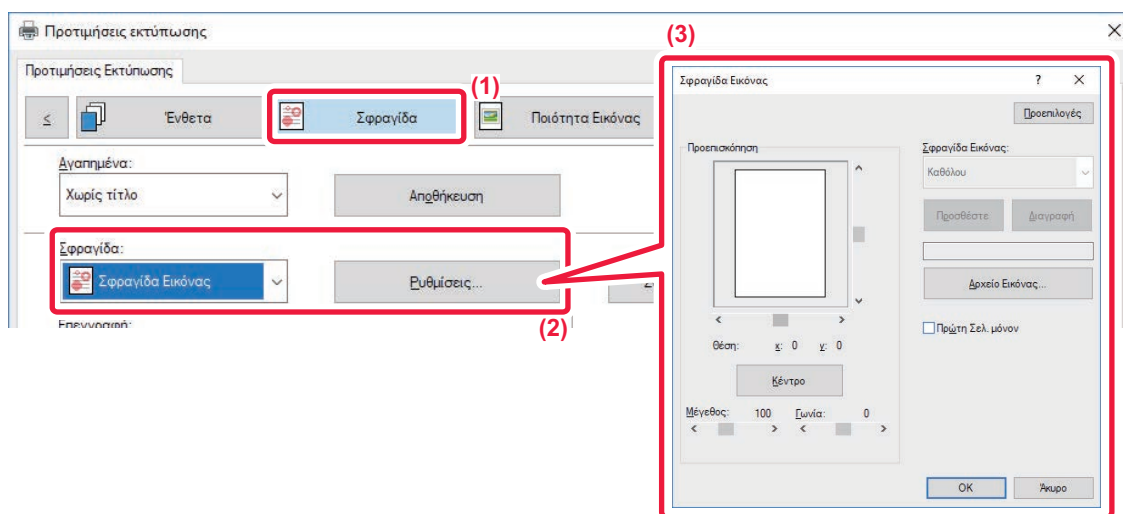 Προτιμήσεις εκτύπωσης
Προτιμήσεις Εκτύπωσης
(1)
< Ένθετα Σφραγίδα Ποιότητα Εικόνας
Αγαπημένα:
Χωρίς τίτλο Αποθήκευση
Σφραγίδα:
Σφραγίδα Εικόνας Ρυθμίσεις...
(2)
Επεγγραφή:
(3)
Σφραγίδα Εικόνας ? ×
Προεπιλογές
Προεπισκόπηση
Σφραγίδα Εικόνας:
Καθόλου
Προσθέστε Διαγραφή
Αρχείο Εικόνας...
Πρώτη Σελ. μόνον
Θέση: x: 0 y: 0
Κέντρο
Μέγεθος: 100 Γωνία: 0
OK Άκυρο